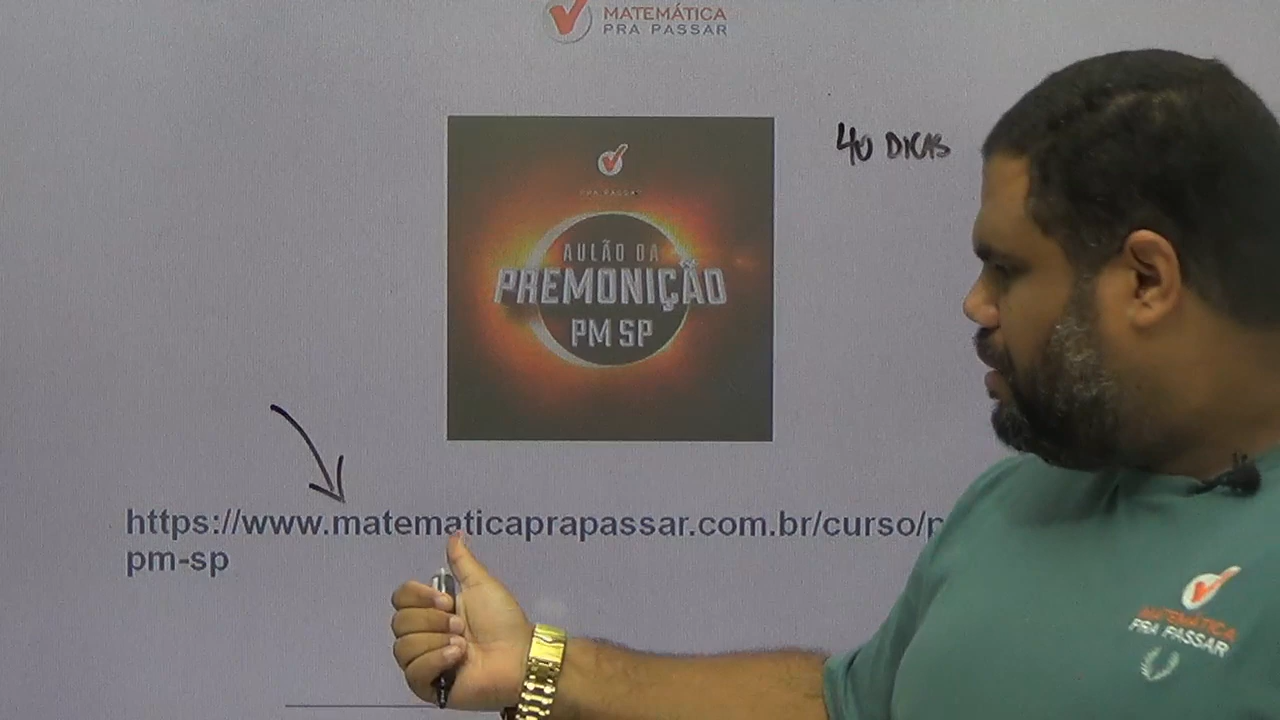 MATEMÁTICA
PRA PASSAR
40 DICAS
PRA PASSAR
AULÃO DA
PREMONIÇÃO
PM SP
https://www.matematicaprapassar.com.br/curso/p
pm-sp
MATEMÁTICA
PRA PASSAR